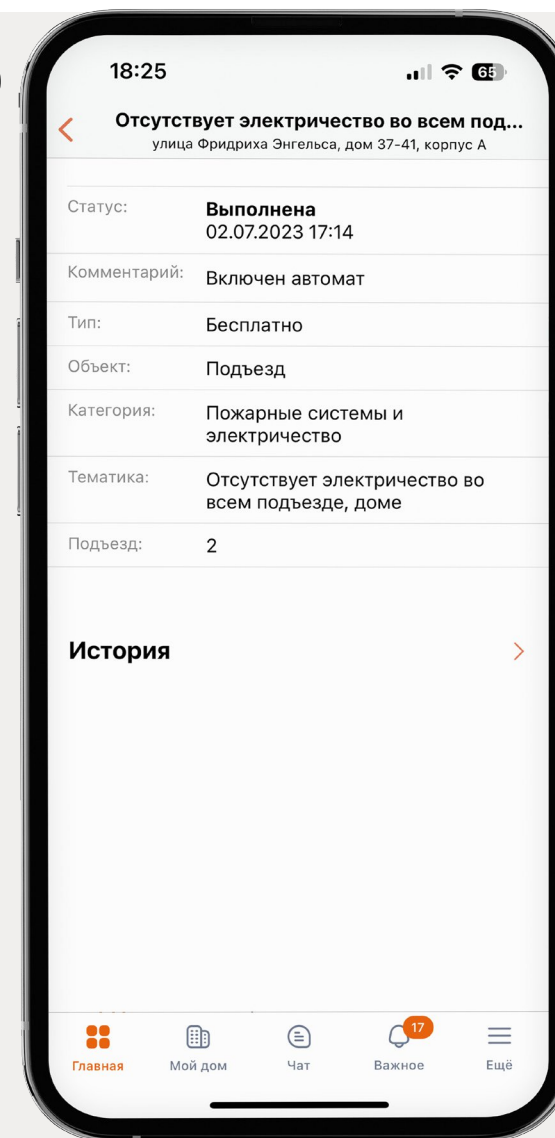 18:25
65
Отсутствует электричество во всем под...
улица Фридриха Энгельса, дом 37-41, корпус А
Статус:
Выполнена
02.07.2023 17:14
Комментарий:
Включен автомат
Тип:
Бесплатно
Объект:
Подъезд
Категория:
Пожарные системы и
электричество
Тематика:
Отсутствует электричество во
всем подъезде, доме
Подъезд:
2
История
17
Главная
Мой дом
Чат
Важное
Ещё